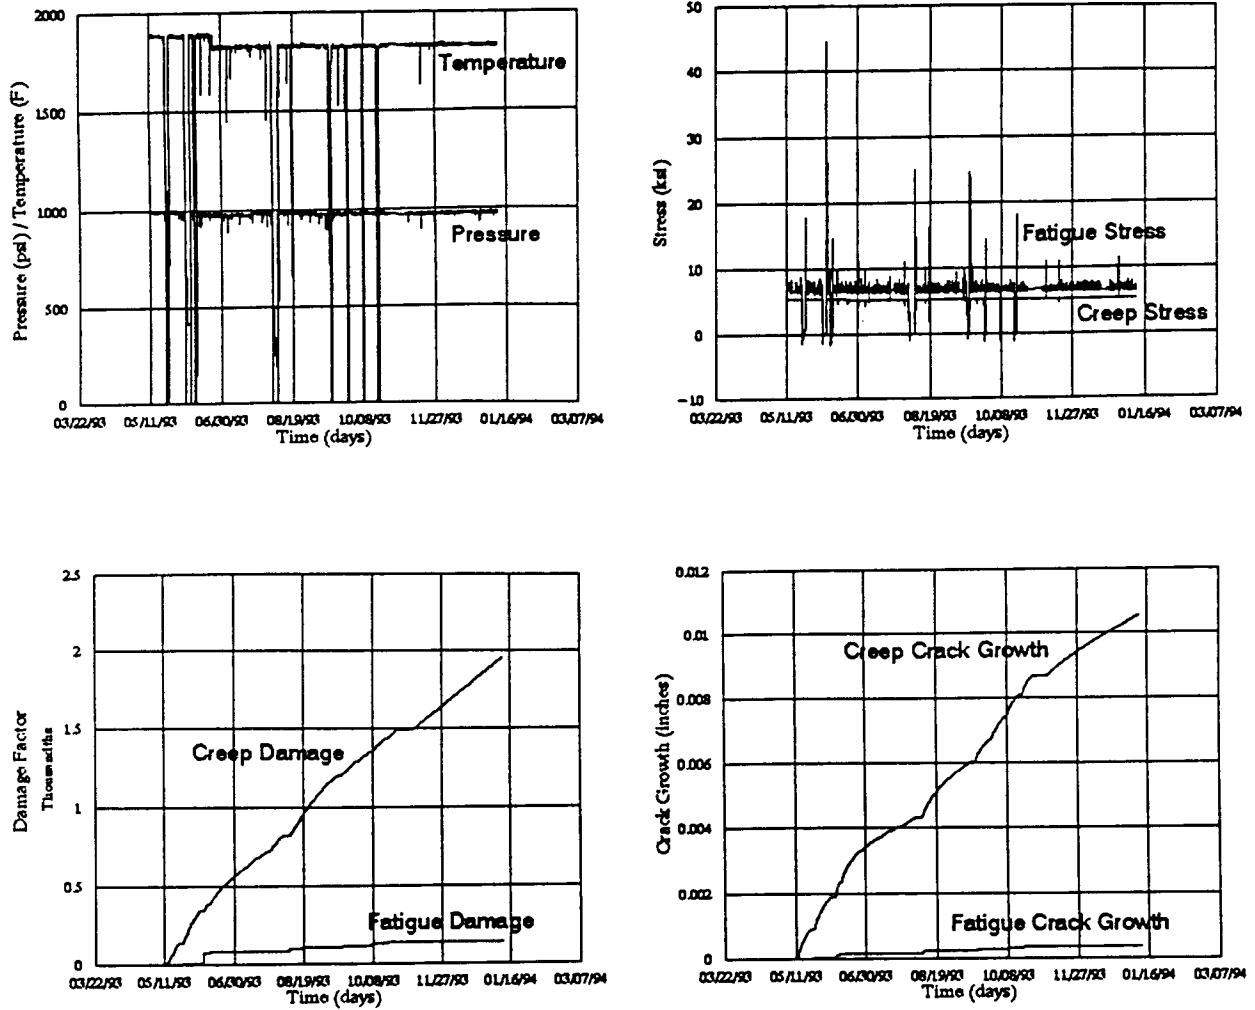 2000
1500
1000
500
0
Pressure (psi) / Temperature (F)
Temperature
Pressure
03/22/93 05/11/93 06/30/93 08/19/93 10/08/93 11/27/93 01/16/94 03/07/94
Time (days)
50
40
30
20
10
0
-10
Stress (ksi)
Fatigue Stress
Creep Stress
03/22/93 05/11/93 06/30/93 08/19/93 10/08/93 11/27/93 01/16/94 03/07/94
Time (days)
2.5
2
1.5
1
0.5
0
Damage Factor
Thousandths
Creep Damage
Fatigue Damage
03/22/93 05/11/93 06/30/93 08/19/93 10/08/93 11/27/93 01/16/94 03/07/94
Time (days)
0.012
0.01
0.008
0.006
0.004
0.002
0
Crack Growth (inches)
Creep Crack Growth
Fatigue Crack Growth
03/22/93 05/11/93 06/30/93 08/19/93 10/08/93 11/27/93 01/16/94 03/07/94
Time (days)